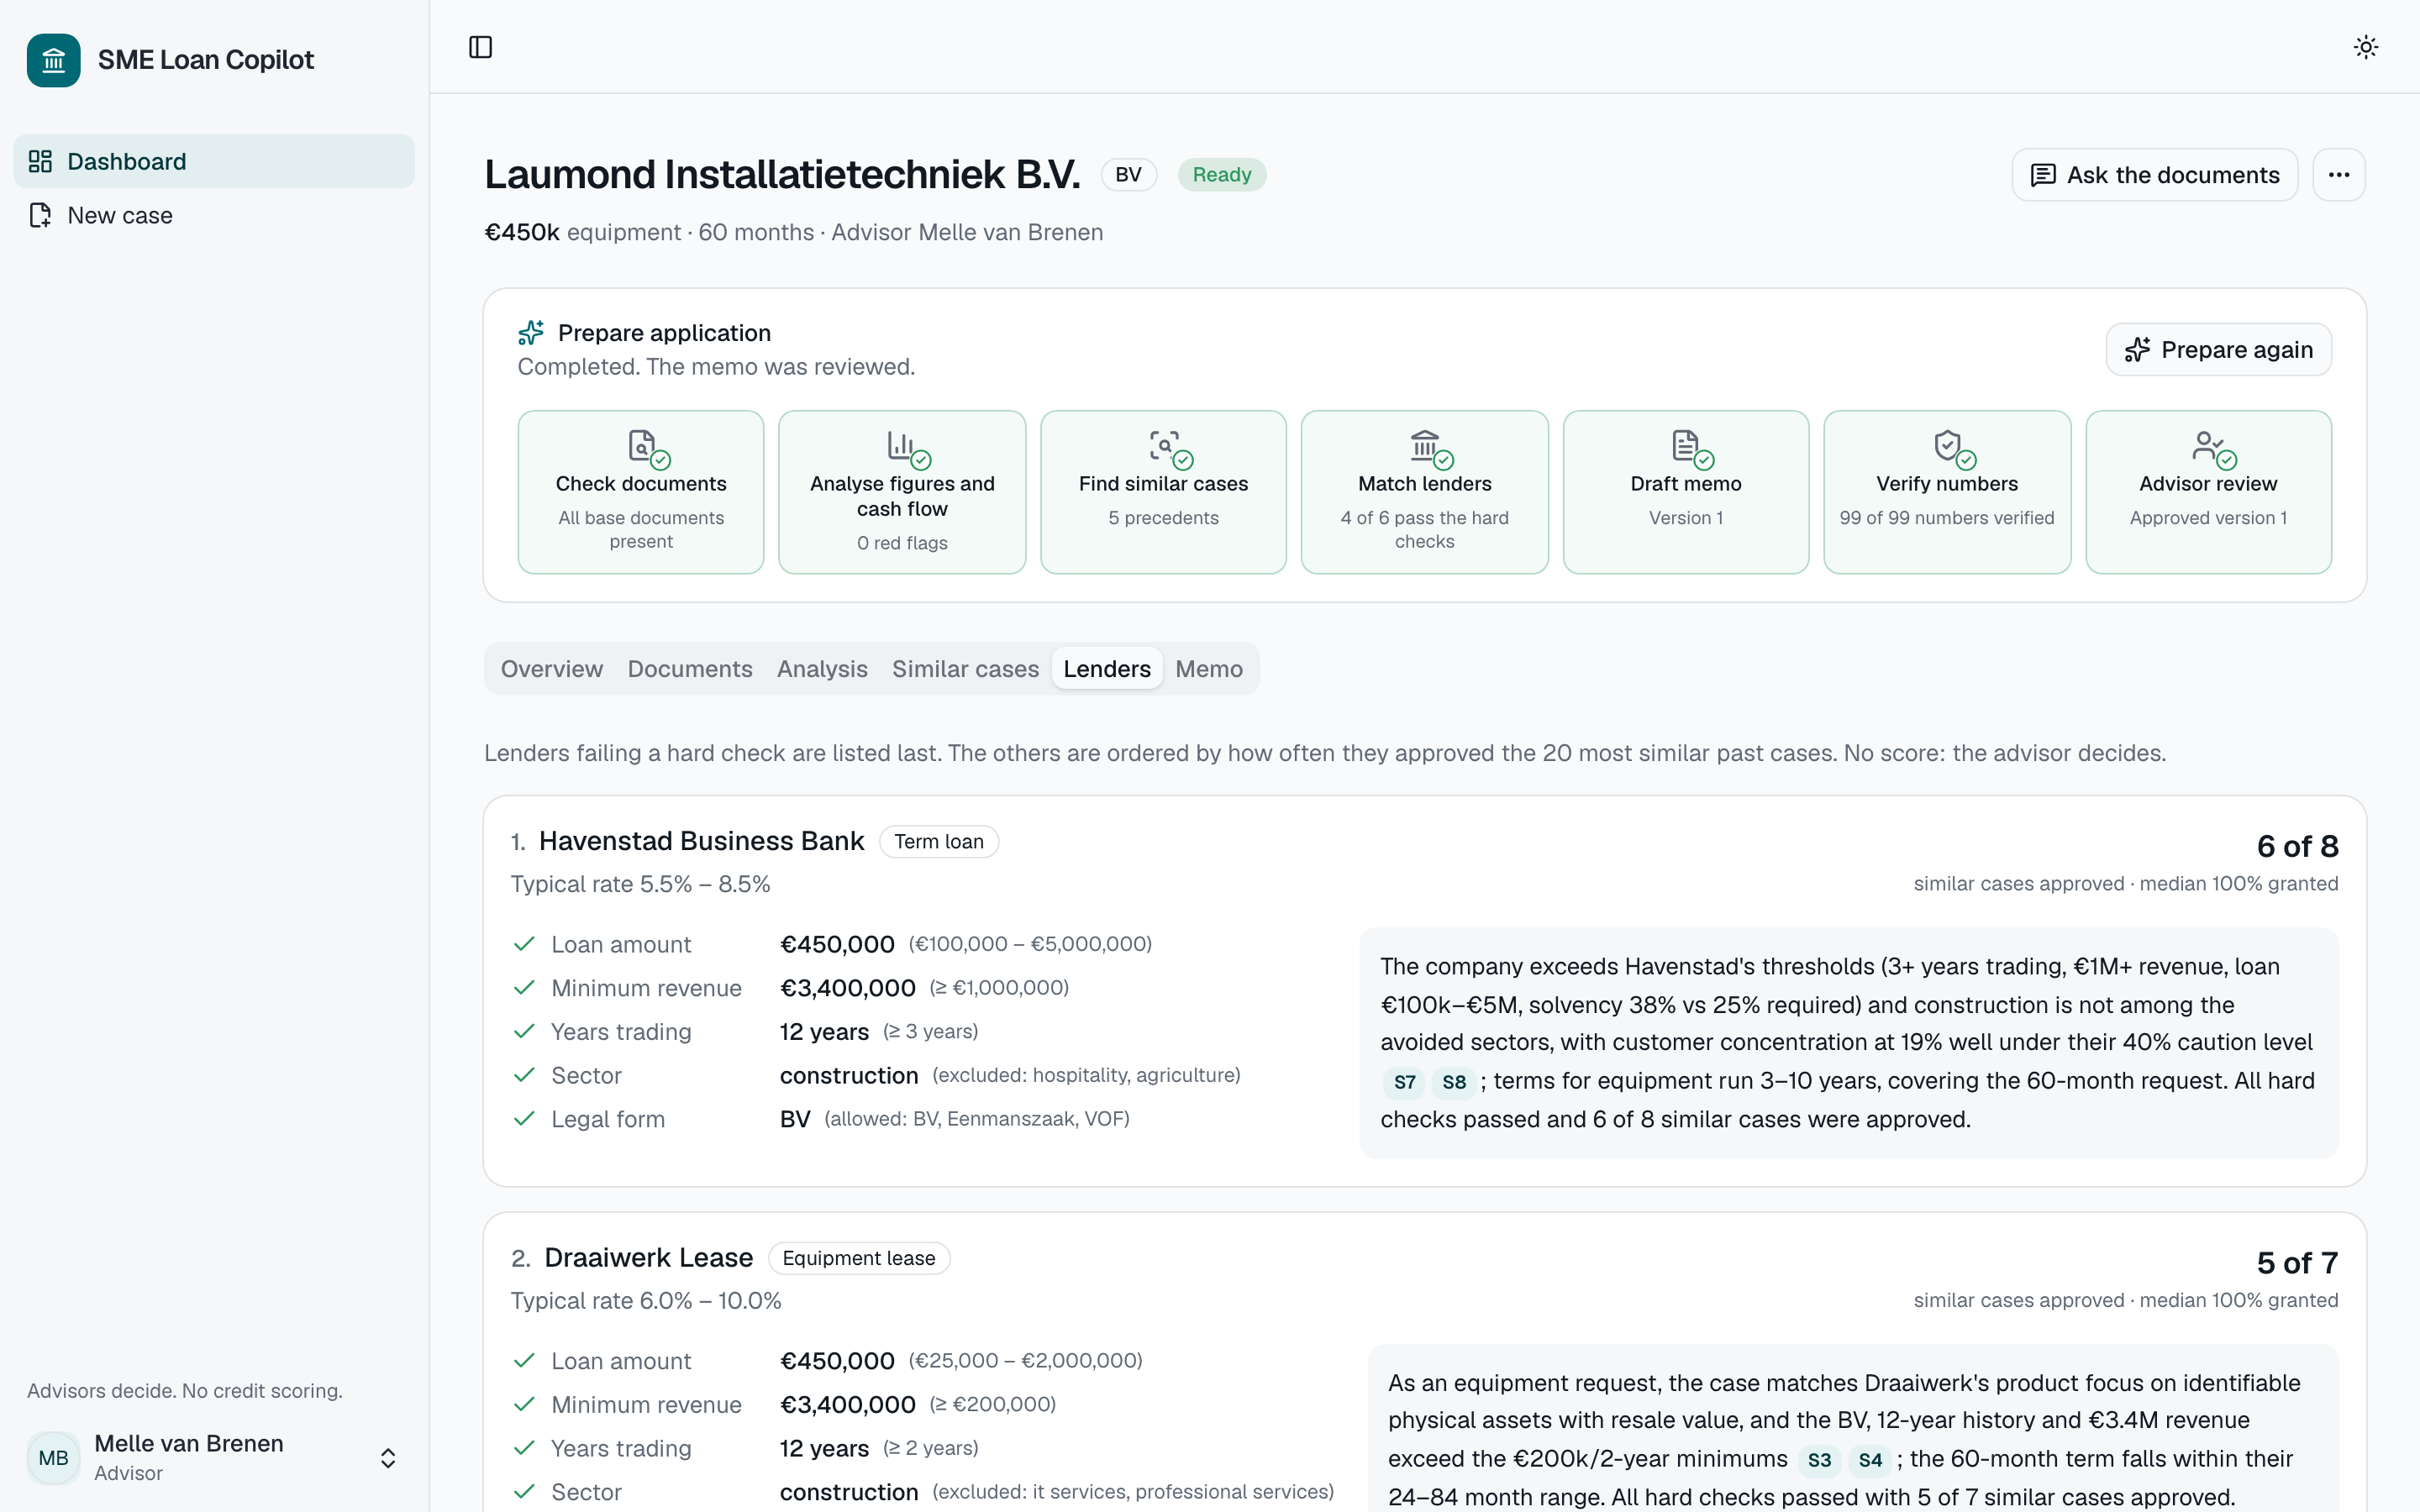 SME Loan Copilot
Dashboard
New case
Advisors decide. No credit scoring.
MB
Melle van Brenen
Advisor
Laumond Installatietechniek B.V.
BV
Ready
Ask the documents
€450k equipment · 60 months · Advisor Melle van Brenen
Prepare application
Completed. The memo was reviewed.
Prepare again
Check documents
All base documents
present
Analyse figures and
cash flow
0 red flags
Find similar cases
5 precedents
Match lenders
4 of 6 pass the hard
checks
Draft memo
Version 1
Verify numbers
99 of 99 numbers verified
Advisor review
Approved version 1
Overview
Documents
Analysis
Similar cases
Lenders
Memo
Lenders failing a hard check are listed last. The others are ordered by how often they approved the 20 most similar past cases. No score: the advisor decides.
1. Havenstad Business Bank
Term loan
Typical rate 5.5% – 8.5%
6 of 8
similar cases approved · median 100% granted
Loan amount €450,000 (€100,000 – €5,000,000)
Minimum revenue €3,400,000 (≥ €1,000,000)
Years trading 12 years (≥ 3 years)
Sector construction (excluded: hospitality, agriculture)
Legal form BV (allowed: BV, Eenmanszaak, VOF)
The company exceeds Havenstad's thresholds (3+ years trading, €1M+ revenue, loan
€100k–€5M, solvency 38% vs 25% required) and construction is not among the
avoided sectors, with customer concentration at 19% well under their 40% caution level
S7 S8 ; terms for equipment run 3–10 years, covering the 60-month request. All hard
checks passed and 6 of 8 similar cases were approved.
2. Draaiwerk Lease
Equipment lease
Typical rate 6.0% – 10.0%
5 of 7
similar cases approved · median 100% granted
Loan amount €450,000 (€25,000 – €2,000,000)
Minimum revenue €3,400,000 (≥ €200,000)
Years trading 12 years (≥ 2 years)
Sector construction (excluded: it services, professional services)
As an equipment request, the case matches Draaiwerk's product focus on identifiable
physical assets with resale value, and the BV, 12-year history and €3.4M revenue
exceed the €200k/2-year minimums S3 S4 ; the 60-month term falls within their
24–84 month range. All hard checks passed with 5 of 7 similar cases approved.